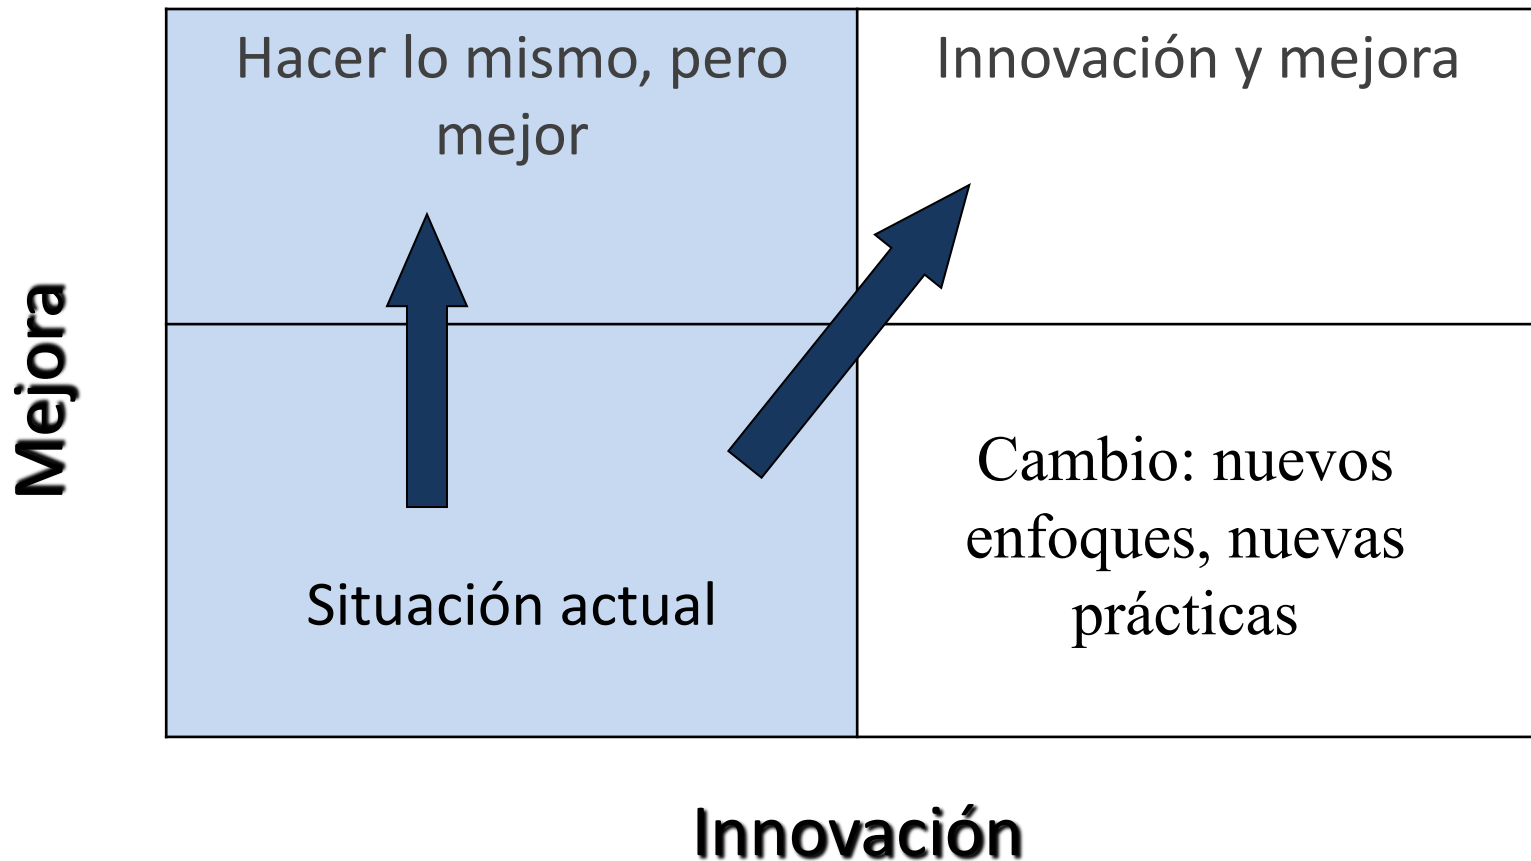 Hacer lo mismo, pero
mejor
Innovación y mejora
Mejora
Situación actual
Cambio: nuevos
enfoques, nuevas
prácticas
Innovación